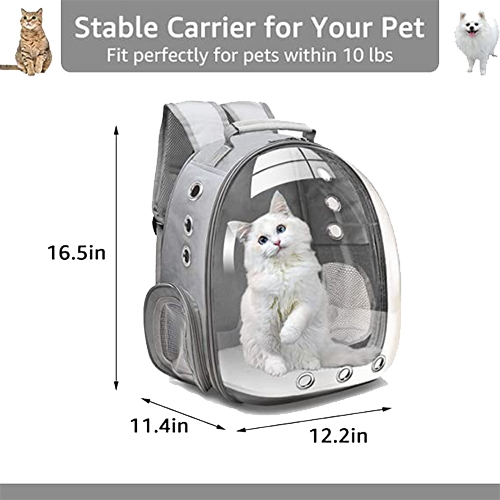 Stable Carrier for Your Pet
Fit perfectly for pets within 10 lbs
16.5in
11.4in
12.2in